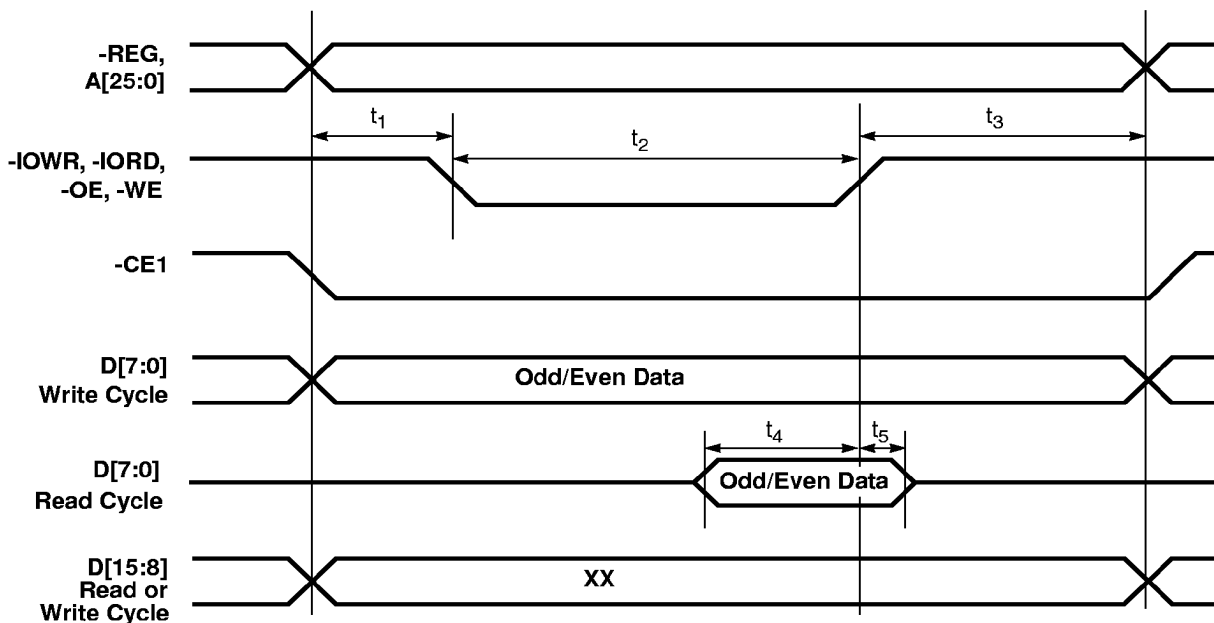 -REG,
A[25:0]
t1
t2
t3
-IOWR, -IORD,
-OE, -WE
-CE1
D[7:0]
Write Cycle
Odd/Even Data
t4
t5
D[7:0]
Read Cycle
Odd/Even Data
D[15:8]
Read or
Write Cycle
XX